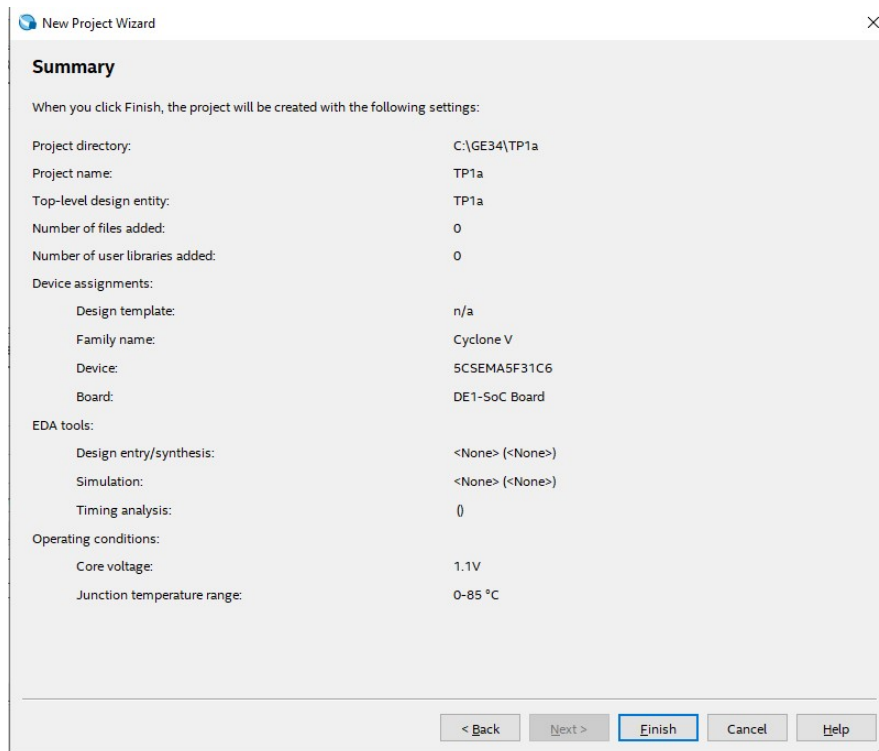 New Project Wizard
Summary
When you click Finish, the project will be created with the following settings:
Project directory: C:\GE34\TP1a
Project name: TP1a
Top-level design entity: TP1a
Number of files added: 0
Number of user libraries added: 0
Device assignments:
Design template: n/a
Family name: Cyclone V
Device: 5CSEMA5F31C6
Board: DE1-SoC Board
EDA tools:
Design entry/synthesis: <None> (<None>)
Simulation: <None> (<None>)
Timing analysis: ()
Operating conditions:
Core voltage: 1.1V
Junction temperature range: 0-85 °C
< Back Next > Finish Cancel Help